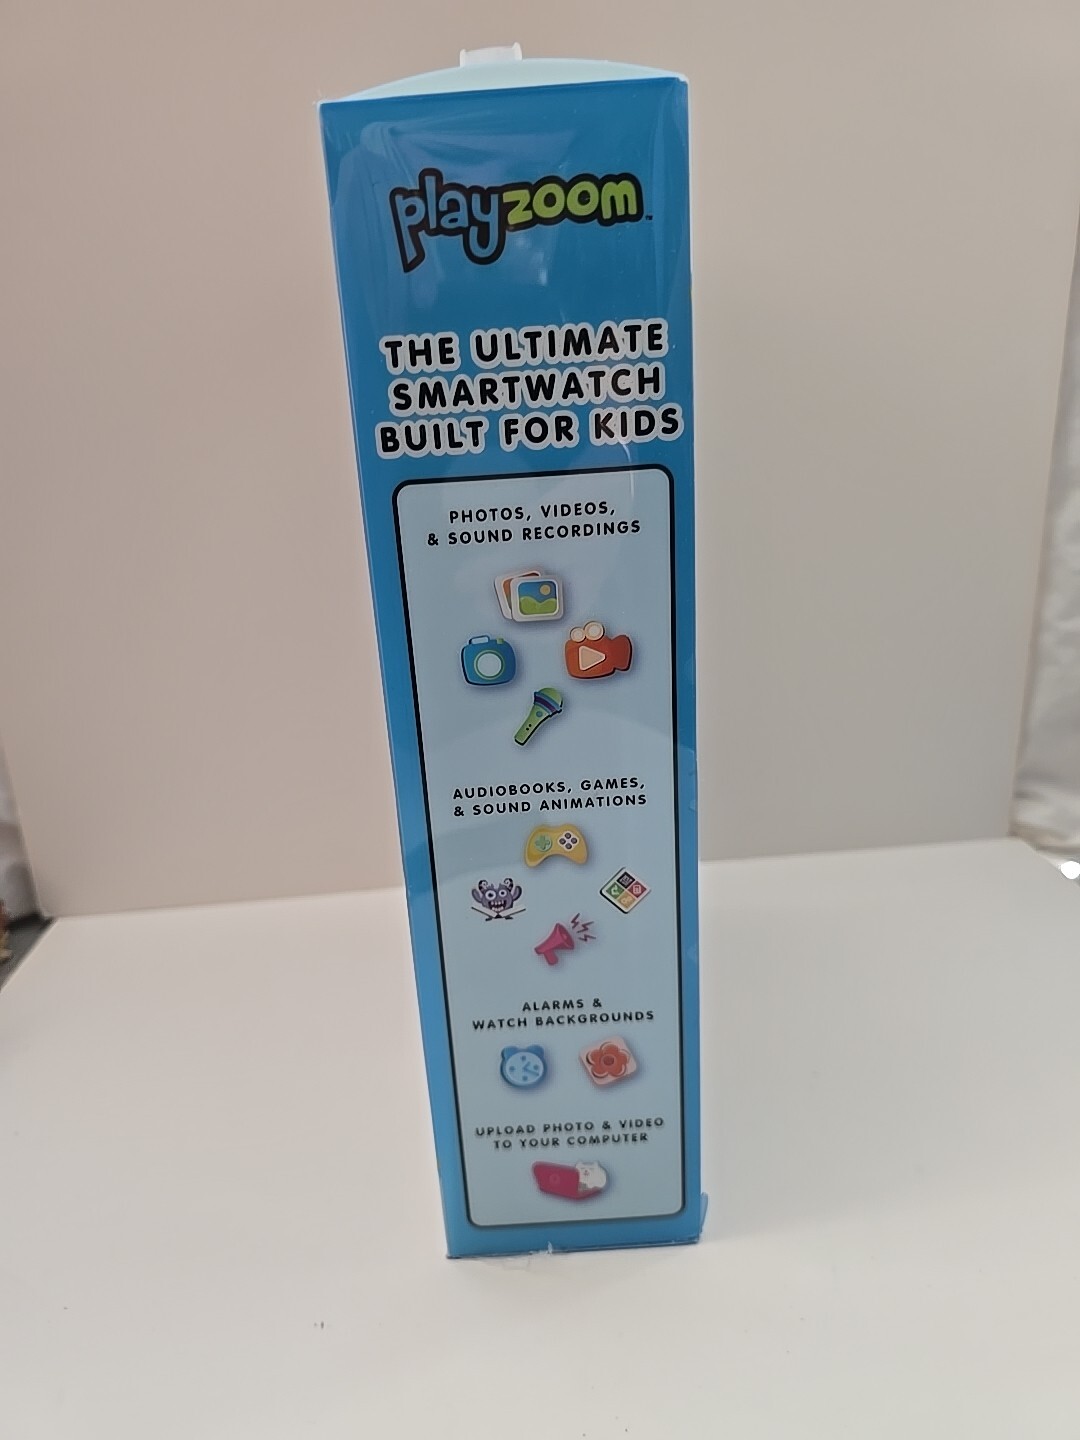 playzoom™
THE ULTIMATE
SMARTWATCH
BUILT FOR KIDS
PHOTOS, VIDEOS,
& SOUND RECORDINGS
AUDIOBOOKS, GAMES,
& SOUND ANIMATIONS
ALARMS &
WATCH BACKGROUNDS
UPLOAD PHOTO & VIDEO
TO YOUR COMPUTER